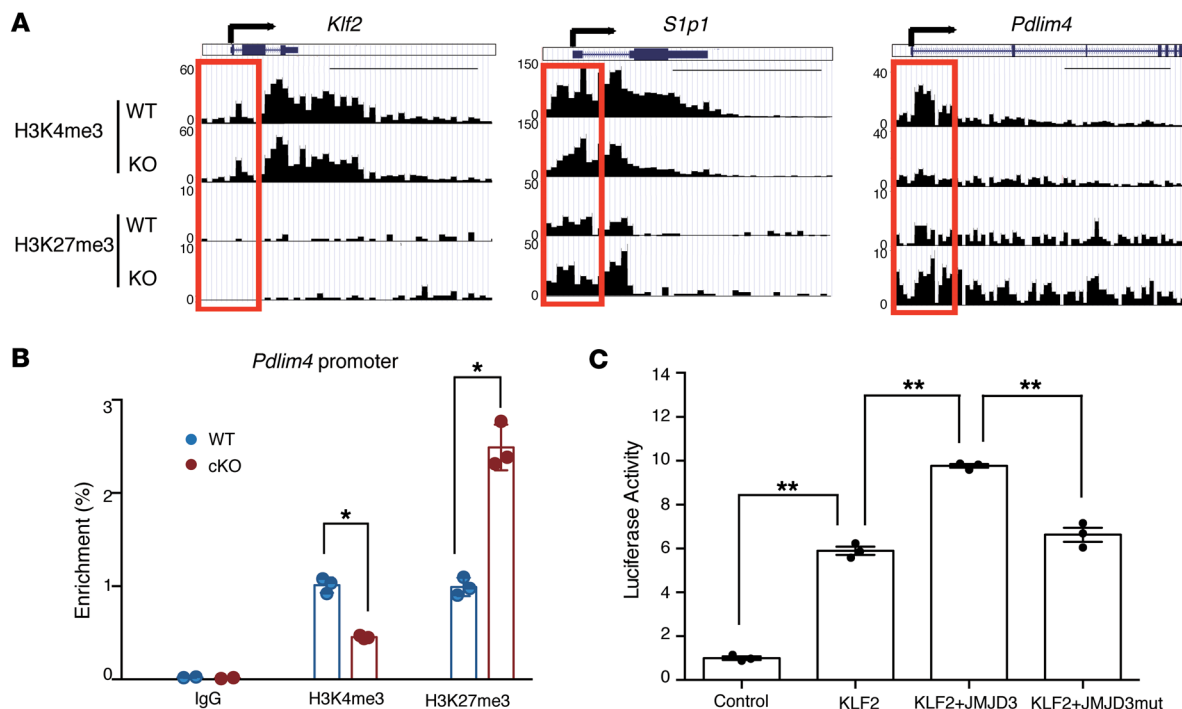 A
Klf2
S1p1
Pdlim4
60
0
60
0
10
0
10
0
150
0
150
0
50
0
50
0
40
0
40
0
10
0
10
0
H3K4me3
WT
KO
H3K27me3
WT
KO
B
Pdlim4 promoter
Enrichment (%)
3
2
1
0
WT
cKO
*
*
IgG
H3K4me3
H3K27me3
C
Luciferase Activity
14
12
10
8
6
4
2
0
**
**
**
Control
KLF2
KLF2+JMJD3
KLF2+JMJD3mut